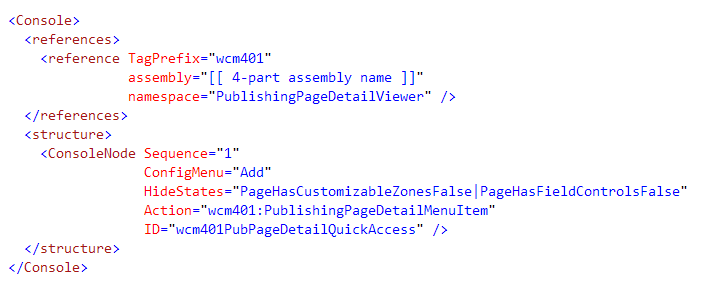 <Console>
  <references>
    <reference TagPrefix="wcm401"
               assembly="[[ 4-part assembly name ]]"
               namespace="PublishingPageDetailViewer" />
  </references>
  <structure>
    <ConsoleNode Sequence="1"
                 ConfigMenu="Add"
                 HideStates="PageHasCustomizableZonesFalse|PageHasFieldControlsFalse"
                 Action="wcm401:PublishingPageDetailMenuItem"
                 ID="wcm401PubPageDetailQuickAccess" />
  </structure>
</Console>